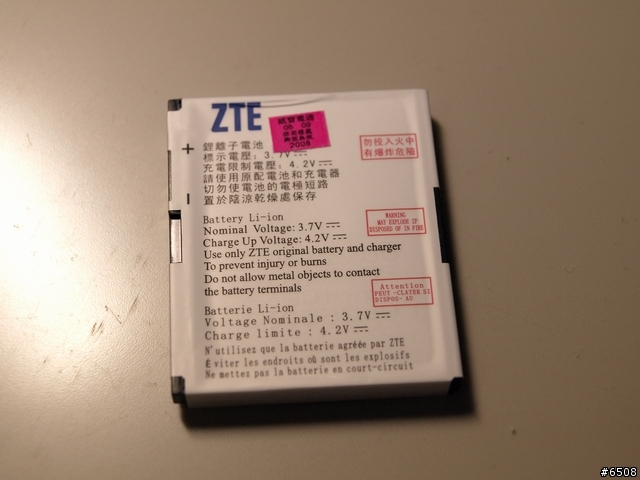 ZTE
2008
鋰離子電池
標示電壓: 3.7V
充電限制電壓: 4.2V
請使用原配電池和充電器
切勿使電池的電極短路
置於陰涼乾燥處保存
勿投入火中
有爆炸危險
+
-
Battery Li-ion
Nominal Voltage: 3.7V
Charge Up Voltage: 4.2V
Use only ZTE original battery and charger
To prevent injury or burns
Do not allow metal objects to contact
the battery terminals
WARNING
MAY EXPLODE IF
DISPOSED OF IN FIRE
Batterie Li-ion
Voltage Nominale : 3.7V
Charge limite : 4.2V
N'utilisez que la batterie agréée par ZTE
É viter les endroits où sont les explosifs
Ne mettez pas la batterie en court-circuit
Attention
PEUT -CLATER SI
DISPOS- AU
#6508